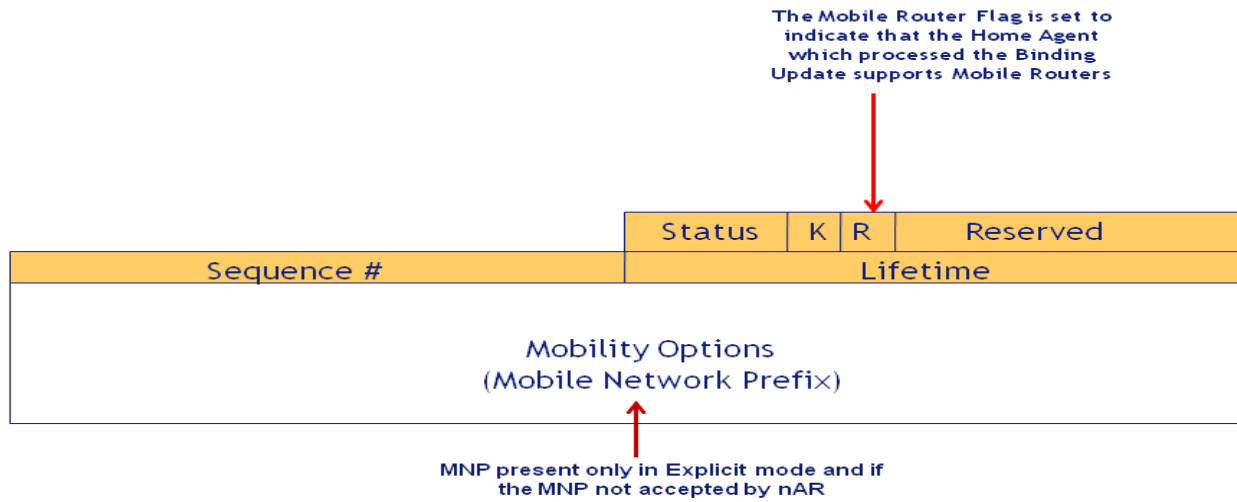 The Mobile Router Flag is set to
indicate that the Home Agent
which processed the Binding
Update supports Mobile Routers
Status K R Reserved
Sequence # Lifetime
Mobility Options
(Mobile Network Prefix)
MNP present only in Explicit mode and if
the MNP not accepted by nAR